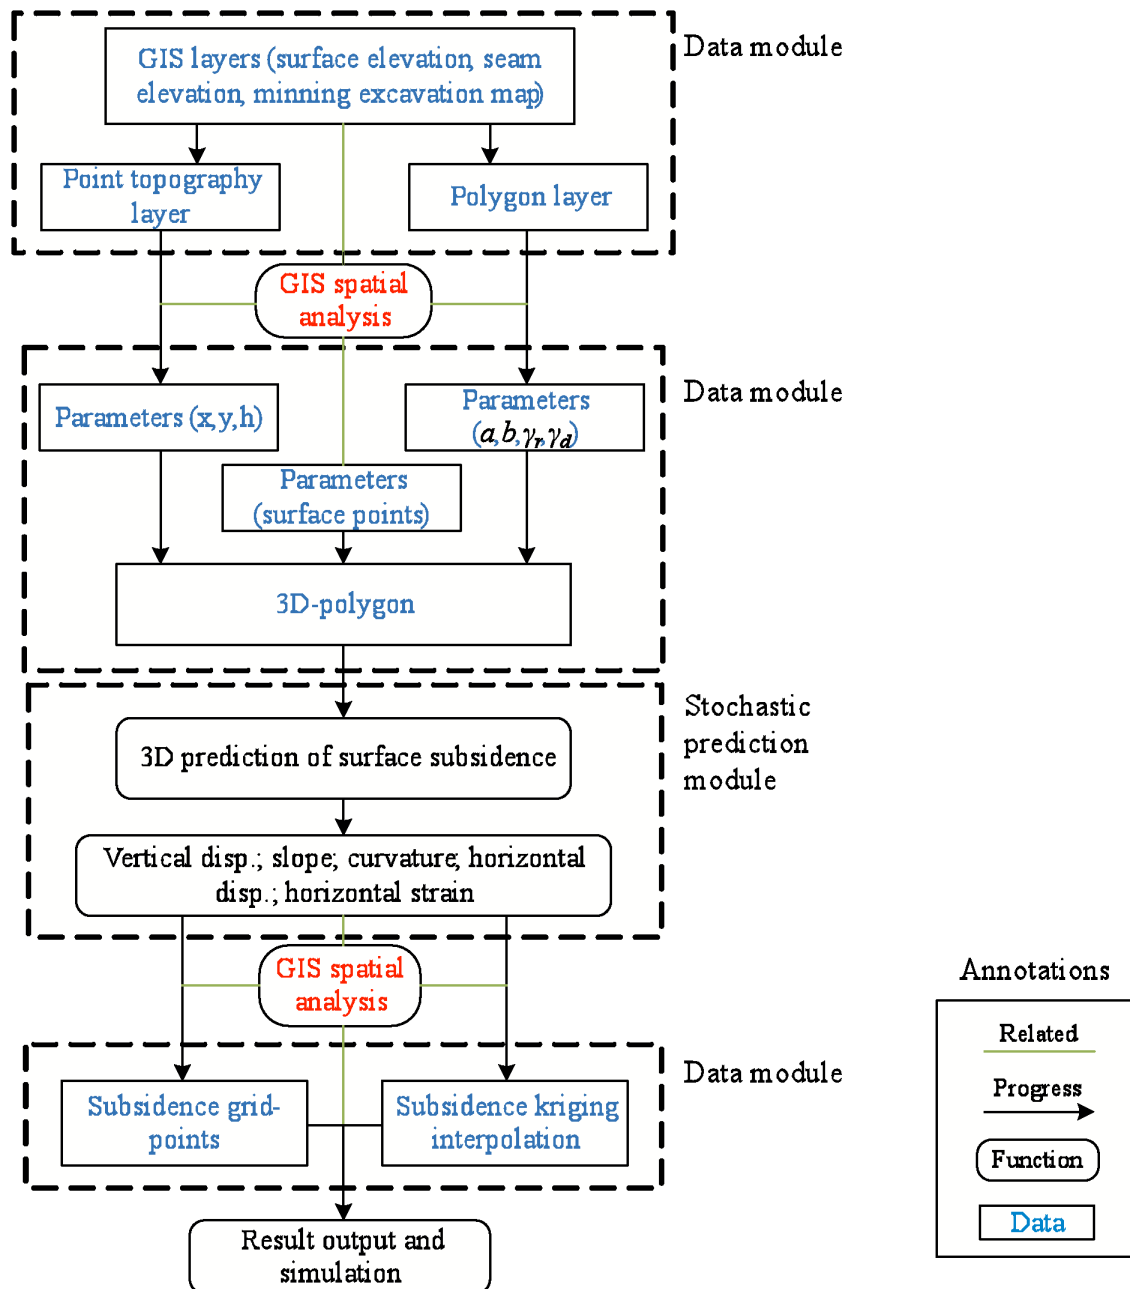 Data module
GIS layers (surface elevation, seam
elevation, minning excavation map)
Point topography
layer
Polygon layer
GIS spatial
analysis
Data module
Parameters (x,y,h)
Parameters
(a,b,γr,γd)
Parameters
(surface points)
3D-polygon
Stochastic
prediction
module
3D prediction of surface subsidence
Vertical disp.; slope; curvature; horizontal
disp.; horizontal strain
GIS spatial
analysis
Data module
Subsidence grid-
points
Subsidence kriging
interpolation
Result output and
simulation
Annotations
Related
Progress
Function
Data